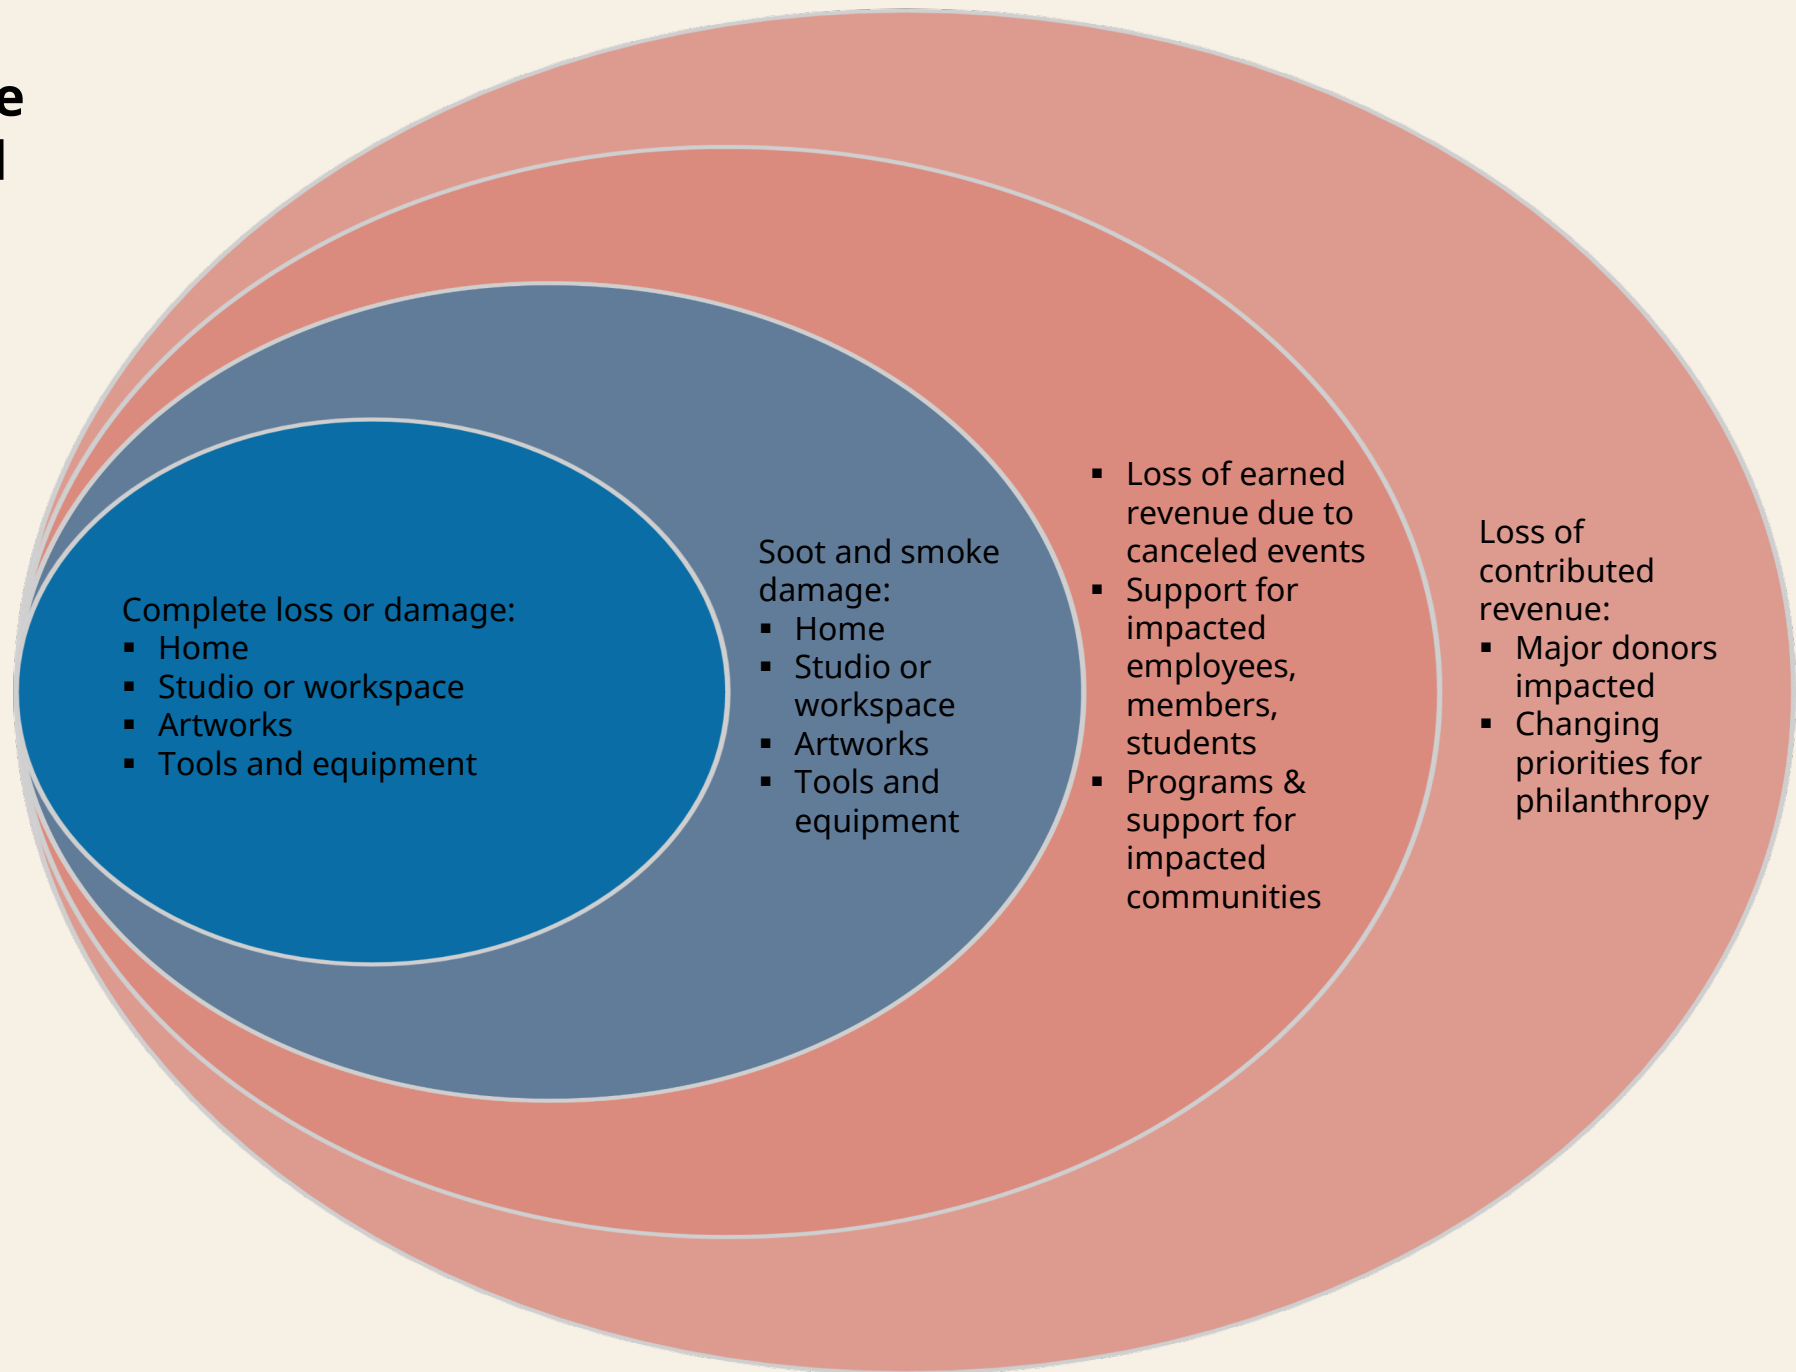 Complete loss or damage:
▪ Home
▪ Studio or workspace
▪ Artworks
▪ Tools and equipment
Soot and smoke
damage:
▪ Home
▪ Studio or
workspace
▪ Artworks
▪ Tools and
equipment
▪ Loss of earned
revenue due to
canceled events
▪ Support for
impacted
employees,
members,
students
▪ Programs &
support for
impacted
communities
Loss of
contributed
revenue:
▪ Major donors
impacted
▪ Changing
priorities for
philanthropy